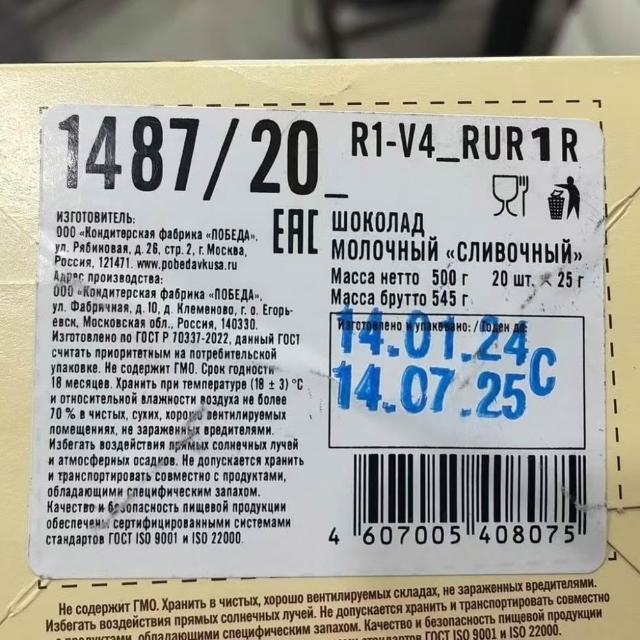 1487/20_
R1-V4_RUR1R
ИЗГОТОВИТЕЛЬ:
ООО «Кондитерская фабрика «ПОБЕДА»,
ул. Рябиновая, д. 26, стр. 2, г. Москва,
Россия, 121471. www.pobedavkusa.ru
Адрес производства:
ООО «Кондитерская фабрика «ПОБЕДА»,
ул. Фабричная, д. 10, д. Клеменово, г. о. Егорь-
евск, Московская обл., Россия, 140330.
Изготовлено по ГОСТ Р 70337-2022, данный ГОСТ
считать приоритетным на потребительской
упаковке. Не содержит ГМО. Срок годности
18 месяцев. Хранить при температуре (18 ± 3) °С
и относительной влажности воздуха не более
70 % в чистых, сухих, хорошо вентилируемых
помещениях, не зараженных вредителями.
Избегать воздействия прямых солнечных лучей
и атмосферных осадков. Не допускается хранить
и транспортировать совместно с продуктами,
обладающими специфическим запахом.
Качество и безопасность пищевой продукции
обеспечены сертифицированными системами
стандартов ГОСТ ISO 9001 и ISO 22000.
ЕАС
ШОКОЛАД
МОЛОЧНЫЙ «СЛИВОЧНЫЙ»
Масса нетто 500 г 20 шт. × 25 г
Масса брутто 545 г
Изготовлено и упаковано: / Годен до:
14.01.24
14.07.25С
4 607005 408075
Не содержит ГМО. Хранить в чистых, хорошо вентилируемых складах, не зараженных вредителями.
Избегать воздействия прямых солнечных лучей. Не допускается хранить и транспортировать совместно
с продуктами, обладающими специфическим запахом. Качество и безопасность пищевой продукции
стандартов ГОСТ ISO 9001 и ISO 22000.